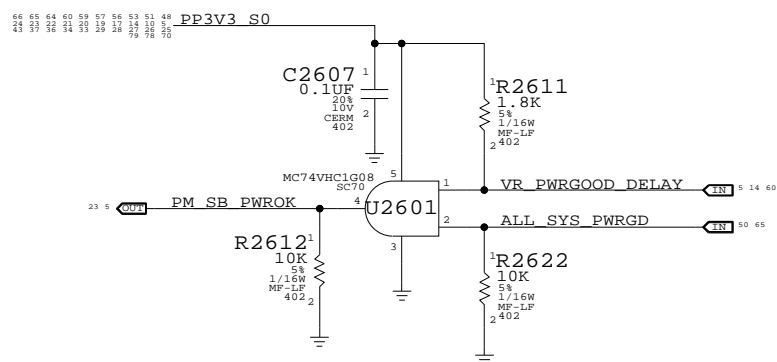 66 65 64 60 59 57 56 53 51 48
24 23 22 21 20 19 17 14 10 5
43 37 36 34 33 29 28 27 26 25
79 78 70
PP3V3_S0
C2607
1
0.1UF
20%
10V
CERM
402
2
1
R2611
1.8K
5%
1/16W
MF-LF
402
2
MC74VHC1G08
SC70
5
1
VR_PWRGOOD_DELAY
IN
5 14 60
23 5
OUT
PM_SB_PWROK
4
U2601
2
ALL_SYS_PWRGD
IN
50 65
3
R2612
1
10K
5%
1/16W
MF-LF
402
2
1
R2622
10K
5%
1/16W
MF-LF
402
2